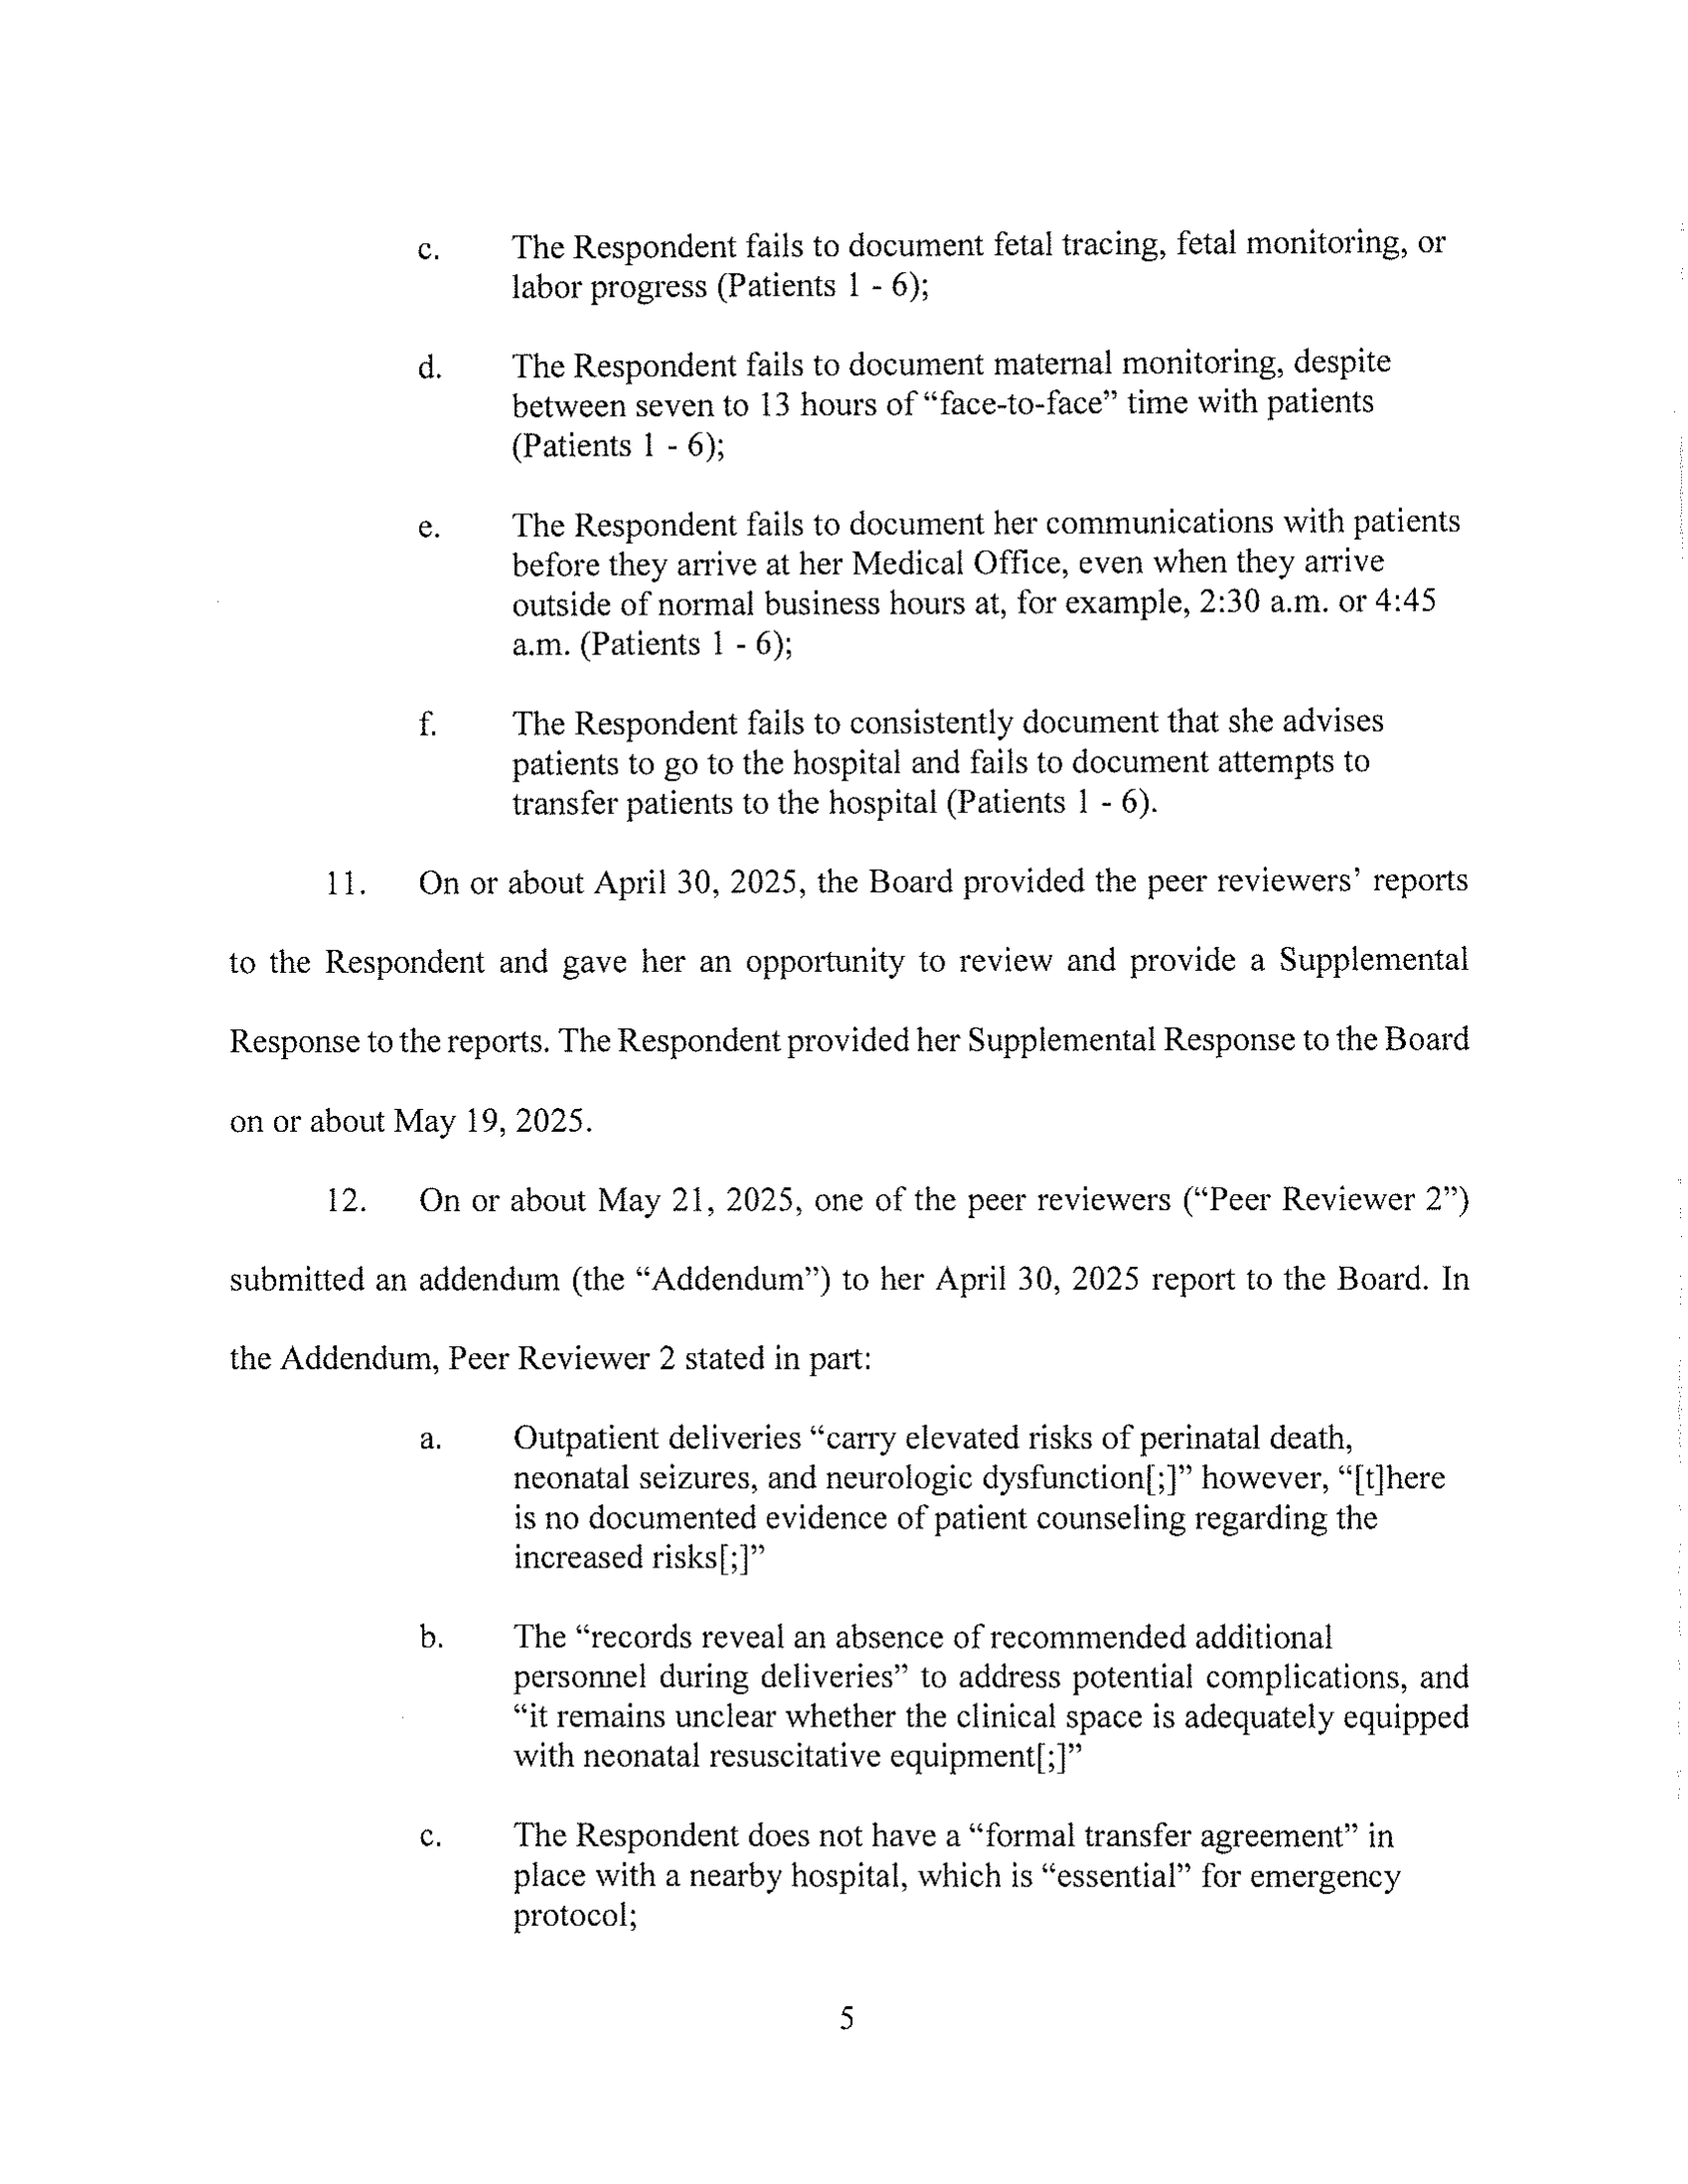 c. The Respondent fails to document fetal tracing, fetal monitoring, or
labor progress (Patients 1 - 6);
d. The Respondent fails to document maternal monitoring, despite
between seven to 13 hours of “face-to-face” time with patients
(Patients 1 - 6);
e. The Respondent fails to document her communications with patients
before they arrive at her Medical Office, even when they arrive
outside of normal business hours at, for example, 2:30 a.m. or 4:45
a.m. (Patients 1 - 6);
f. The Respondent fails to consistently document that she advises
patients to go to the hospital and fails to document attempts to
transfer patients to the hospital (Patients 1 - 6).
11. On or about April 30, 2025, the Board provided the peer reviewers’ reports
to the Respondent and gave her an opportunity to review and provide a Supplemental
Response to the reports. The Respondent provided her Supplemental Response to the Board
on or about May 19, 2025.
12. On or about May 21, 2025, one of the peer reviewers (“Peer Reviewer 2”)
submitted an addendum (the “Addendum”) to her April 30, 2025 report to the Board. In
the Addendum, Peer Reviewer 2 stated in part:
a. Outpatient deliveries “carry elevated risks of perinatal death,
neonatal seizures, and neurologic dysfunction[;]” however, “[t]here
is no documented evidence of patient counseling regarding the
increased risks[;]”
b. The “records reveal an absence of recommended additional
personnel during deliveries” to address potential complications, and
“it remains unclear whether the clinical space is adequately equipped
with neonatal resuscitative equipment[;]”
c. The Respondent does not have a “formal transfer agreement” in
place with a nearby hospital, which is “essential” for emergency
protocol;
5